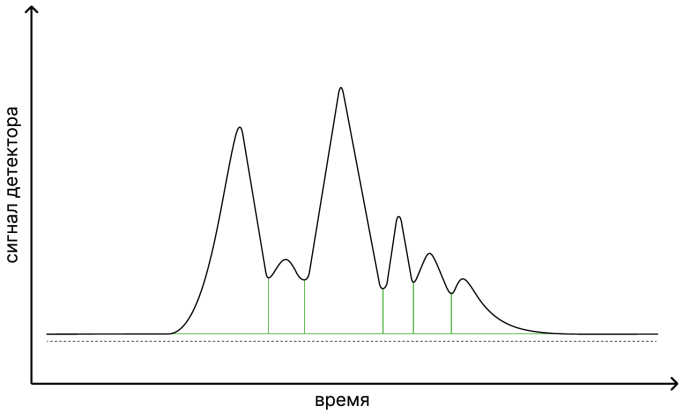 сигнал детектора
время